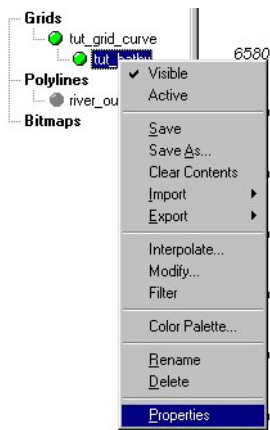 Grids
tut_grid_curve
6580
Visible
Active
Polylines
river_ou
Bitmaps
Save
Save As...
Clear Contents
Import
Export
Interpolate...
Modify...
Filter
Color Palette...
Rename
Delete
Properties